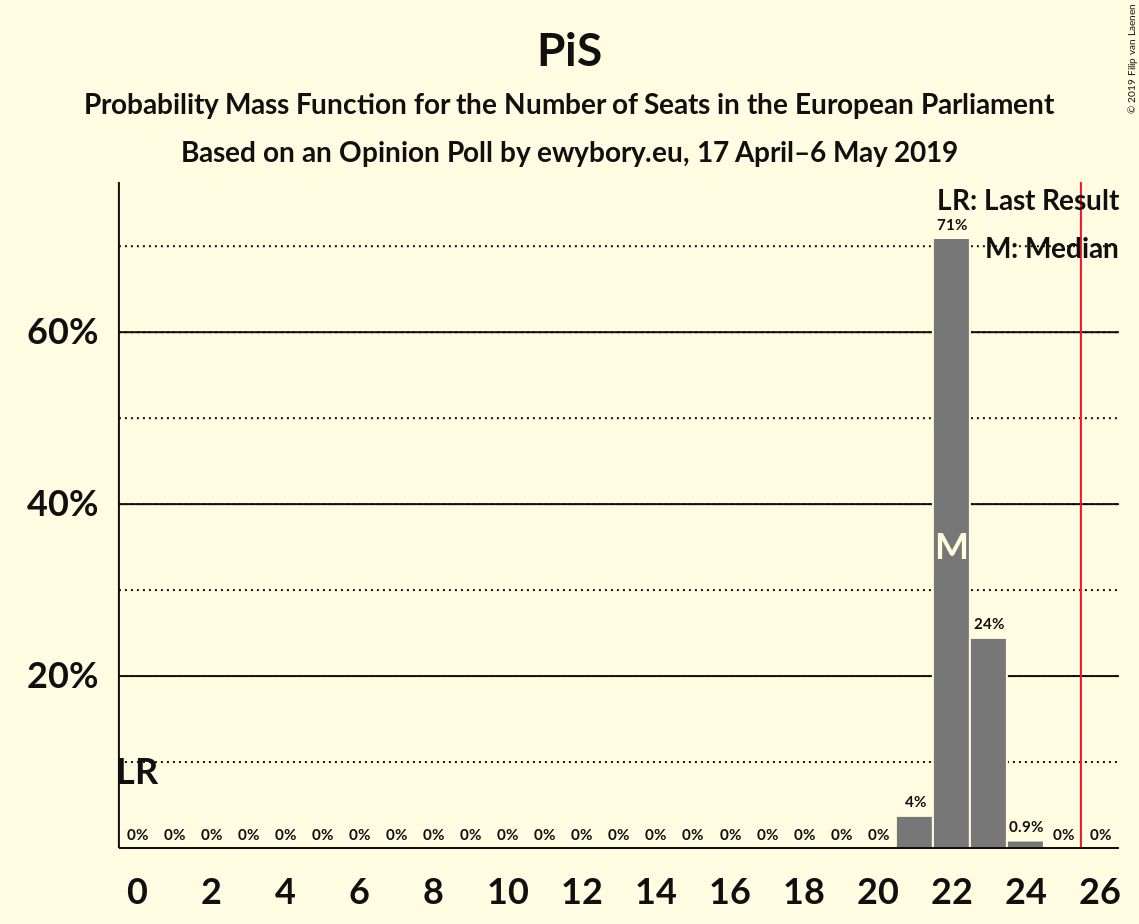 PiS
Probability Mass Function for the Number of Seats in the European Parliament
Based on an Opinion Poll by ewybory.eu, 17 April–6 May 2019
© 2019 Filip van Laenen
LR: Last Result
M: Median
71%
60%
40%
M
24%
20%
LR
4%
0.9%
0% 0% 0% 0% 0% 0% 0% 0% 0% 0% 0% 0% 0% 0% 0% 0% 0% 0% 0% 0% 0% 0% 0%
0 2 4 6 8 10 12 14 16 18 20 22 24 26